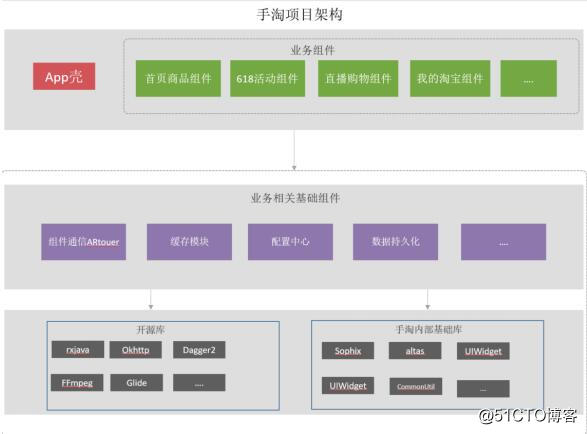 手淘项目架构
业务组件
App壳
首页商品组件
618活动组件
直播购物组件
我的淘宝组件
....
业务相关基础组件
组件通信ARtouer
缓存模块
配置中心
数据持久化
....
开源库
rxjava
Okhttp
Dagger2
FFmpeg
Glide
....
手淘内部基础库
Sophix
altas
UIWidget
UIWidget
CommonUtil
...
@51CTO博客